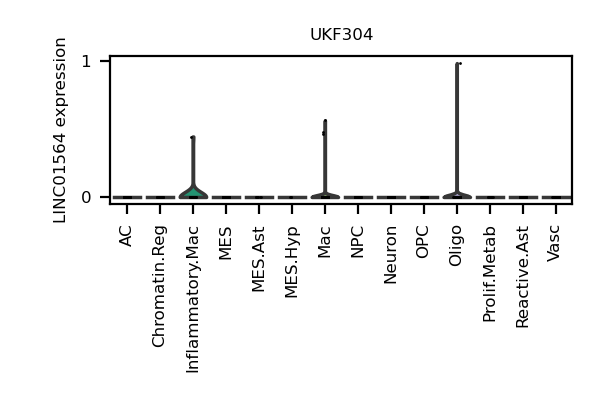 UKF304
LINC01564 expression
1
0
AC
Chromatin.Reg
Inflammatory.Mac
MES
MES.Ast
MES.Hyp
Mac
NPC
Neuron
OPC
Oligo
Prolif.Metab
Reactive.Ast
Vasc